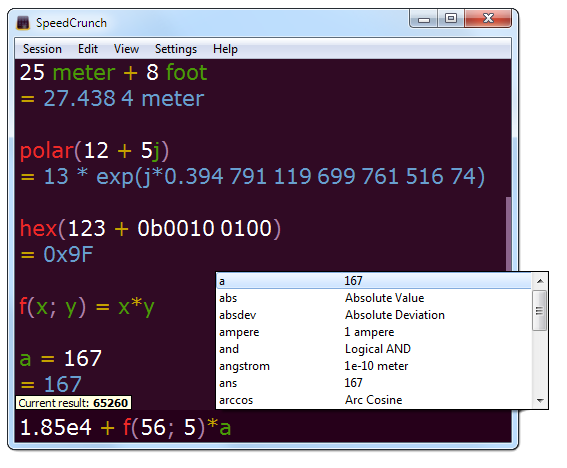 SpeedCrunch
Session Edit View Settings Help
25 meter + 8 foot
= 27.438 4 meter
polar(12 + 5j)
= 13 * exp(j*0.394 791 119 699 761 516 74)
hex(123 + 0b0010 0100)
= 0x9F
f(x; y) = x*y
a = 167
= 167
a 167
abs Absolute Value
absdev Absolute Deviation
ampere 1 ampere
and Logical AND
angstrom 1e-10 meter
ans 167
arccos Arc Cosine
Current result: 65260
1.85e4 + f(56; 5)*a